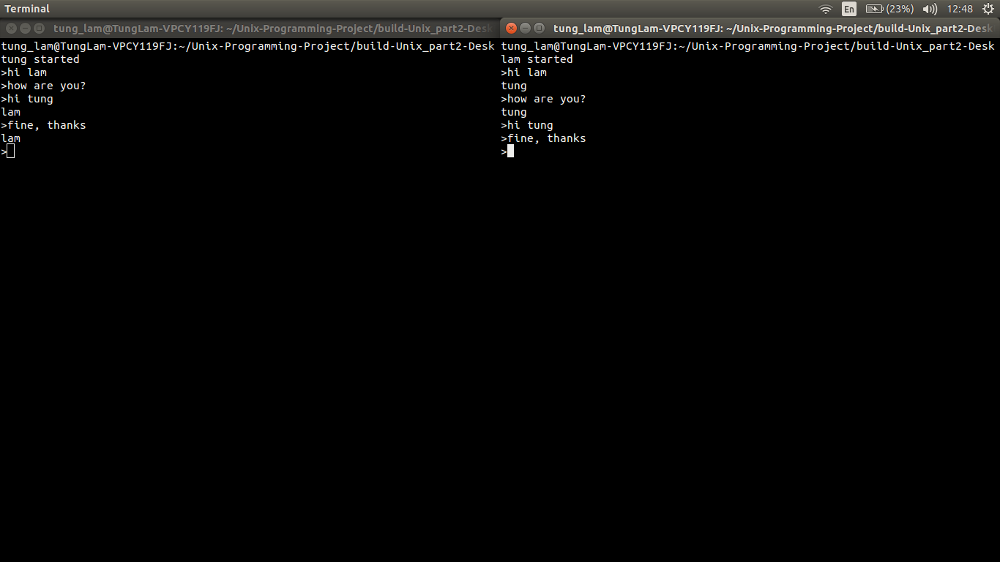 Terminal
En
(23%)
12:48
tung_lam@TungLam-VPCY119FJ: ~/Unix-Programming-Project/build-Unix_part2-Desk
tung_lam@TungLam-VPCY119FJ:~/Unix-Programming-Project/build-Unix_part2-Desk
tung started
>hi lam
>how are you?
>hi tung
lam
>fine, thanks
lam
>
tung_lam@TungLam-VPCY119FJ: ~/Unix-Programming-Project/build-Unix_part2-Desk
tung_lam@TungLam-VPCY119FJ:~/Unix-Programming-Project/build-Unix_part2-Desk
lam started
>hi lam
tung
>how are you?
tung
>hi tung
>fine, thanks
>